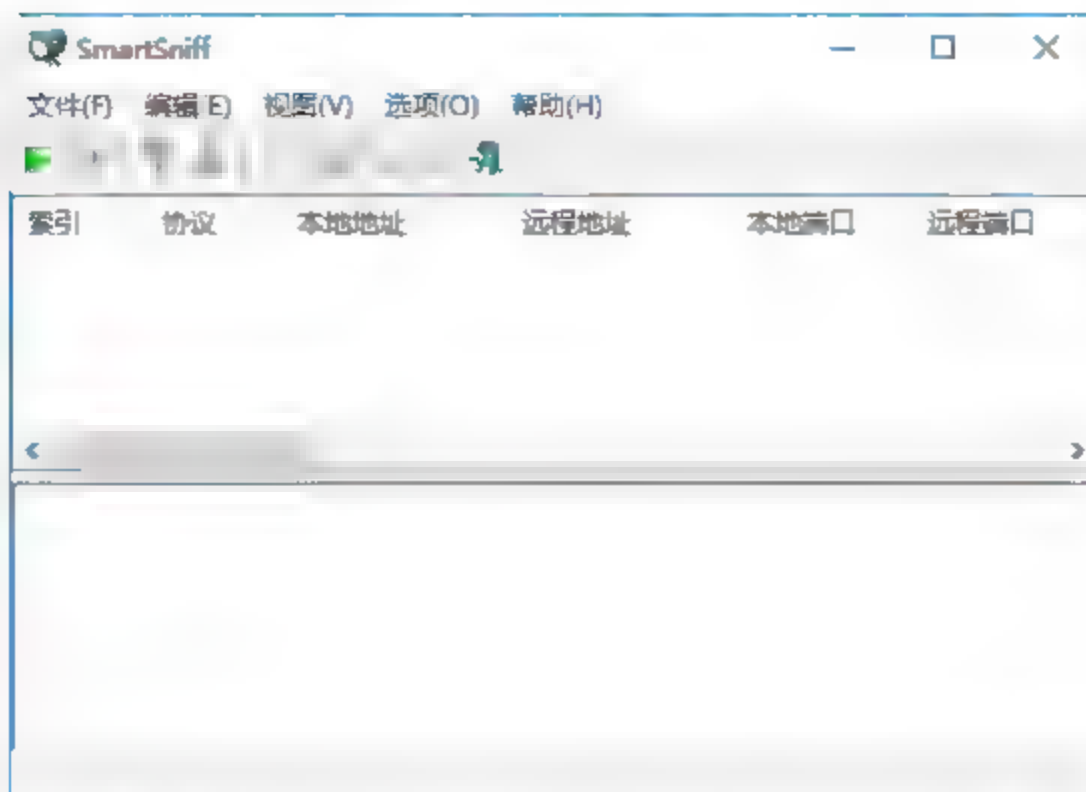 SmartSniff
文件(F) 编辑(E) 视图(V) 选项(O) 帮助(H)
索引 协议 本地地址 远程地址 本地端口 远程端口